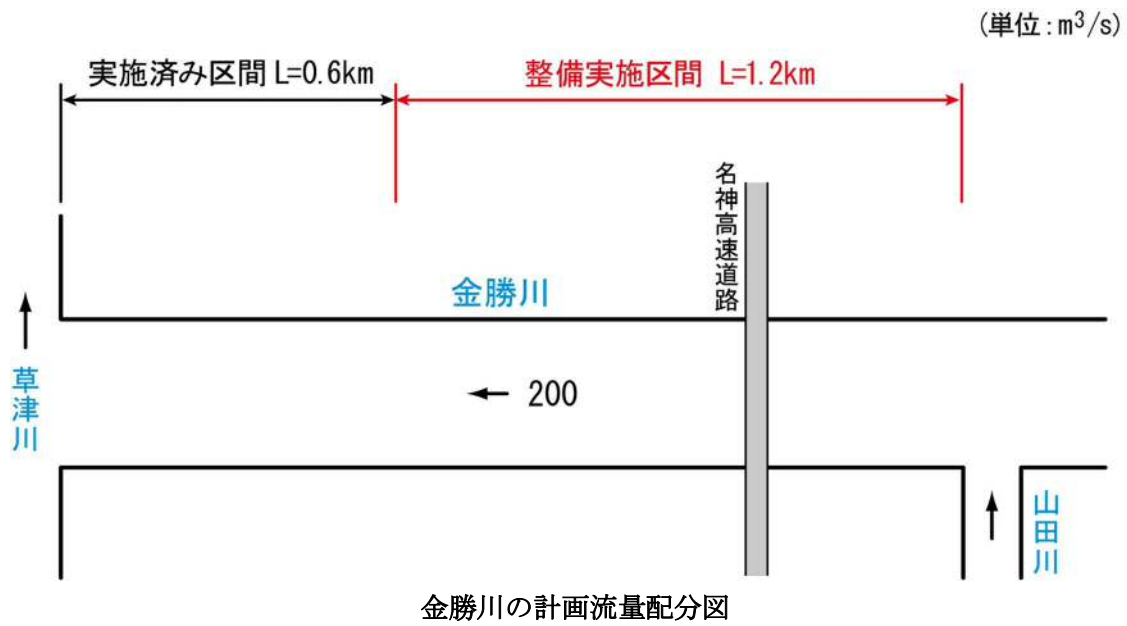 (単位:m³/s)
実施済み区間 L=0.6km
整備実施区間 L=1.2km
名神高速道路
金勝川
草津川
← 200
山田川
金勝川の計画流量配分図